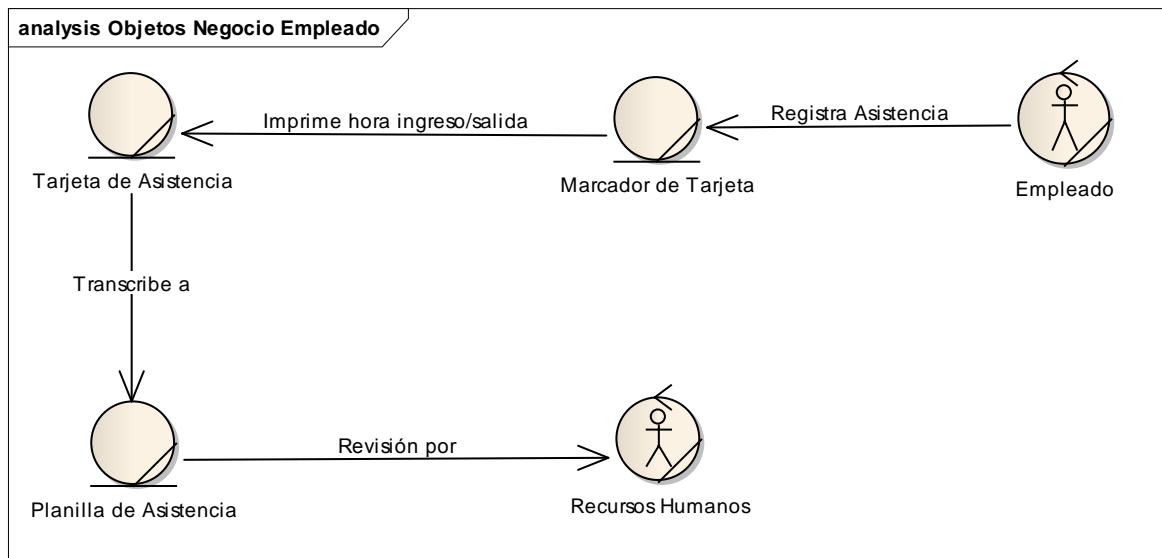 analysis Objetos Negocio Empleado
Imprime hora ingreso/salida
Registra Asistencia
Tarjeta de Asistencia
Marcador de Tarjeta
Empleado
Transcribe a
Revisión por
Planilla de Asistencia
Recursos Humanos